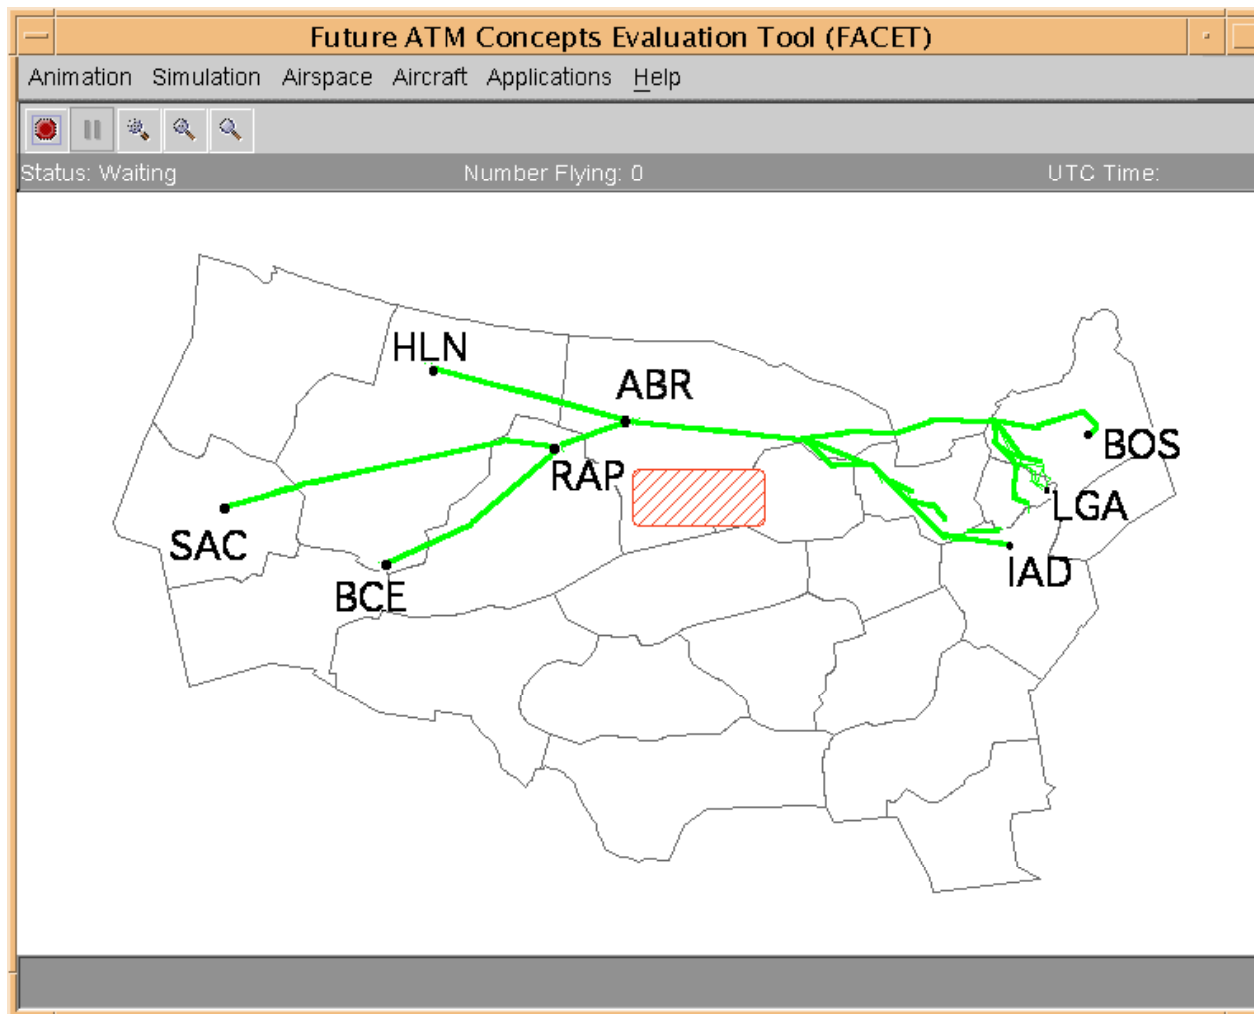 Future ATM Concepts Evaluation Tool (FACET)
Animation Simulation Airspace Aircraft Applications Help
Status: Waiting Number Flying: 0 UTC Time:
HLN
ABR
BOS
RAP
LGA
SAC
IAD
BCE